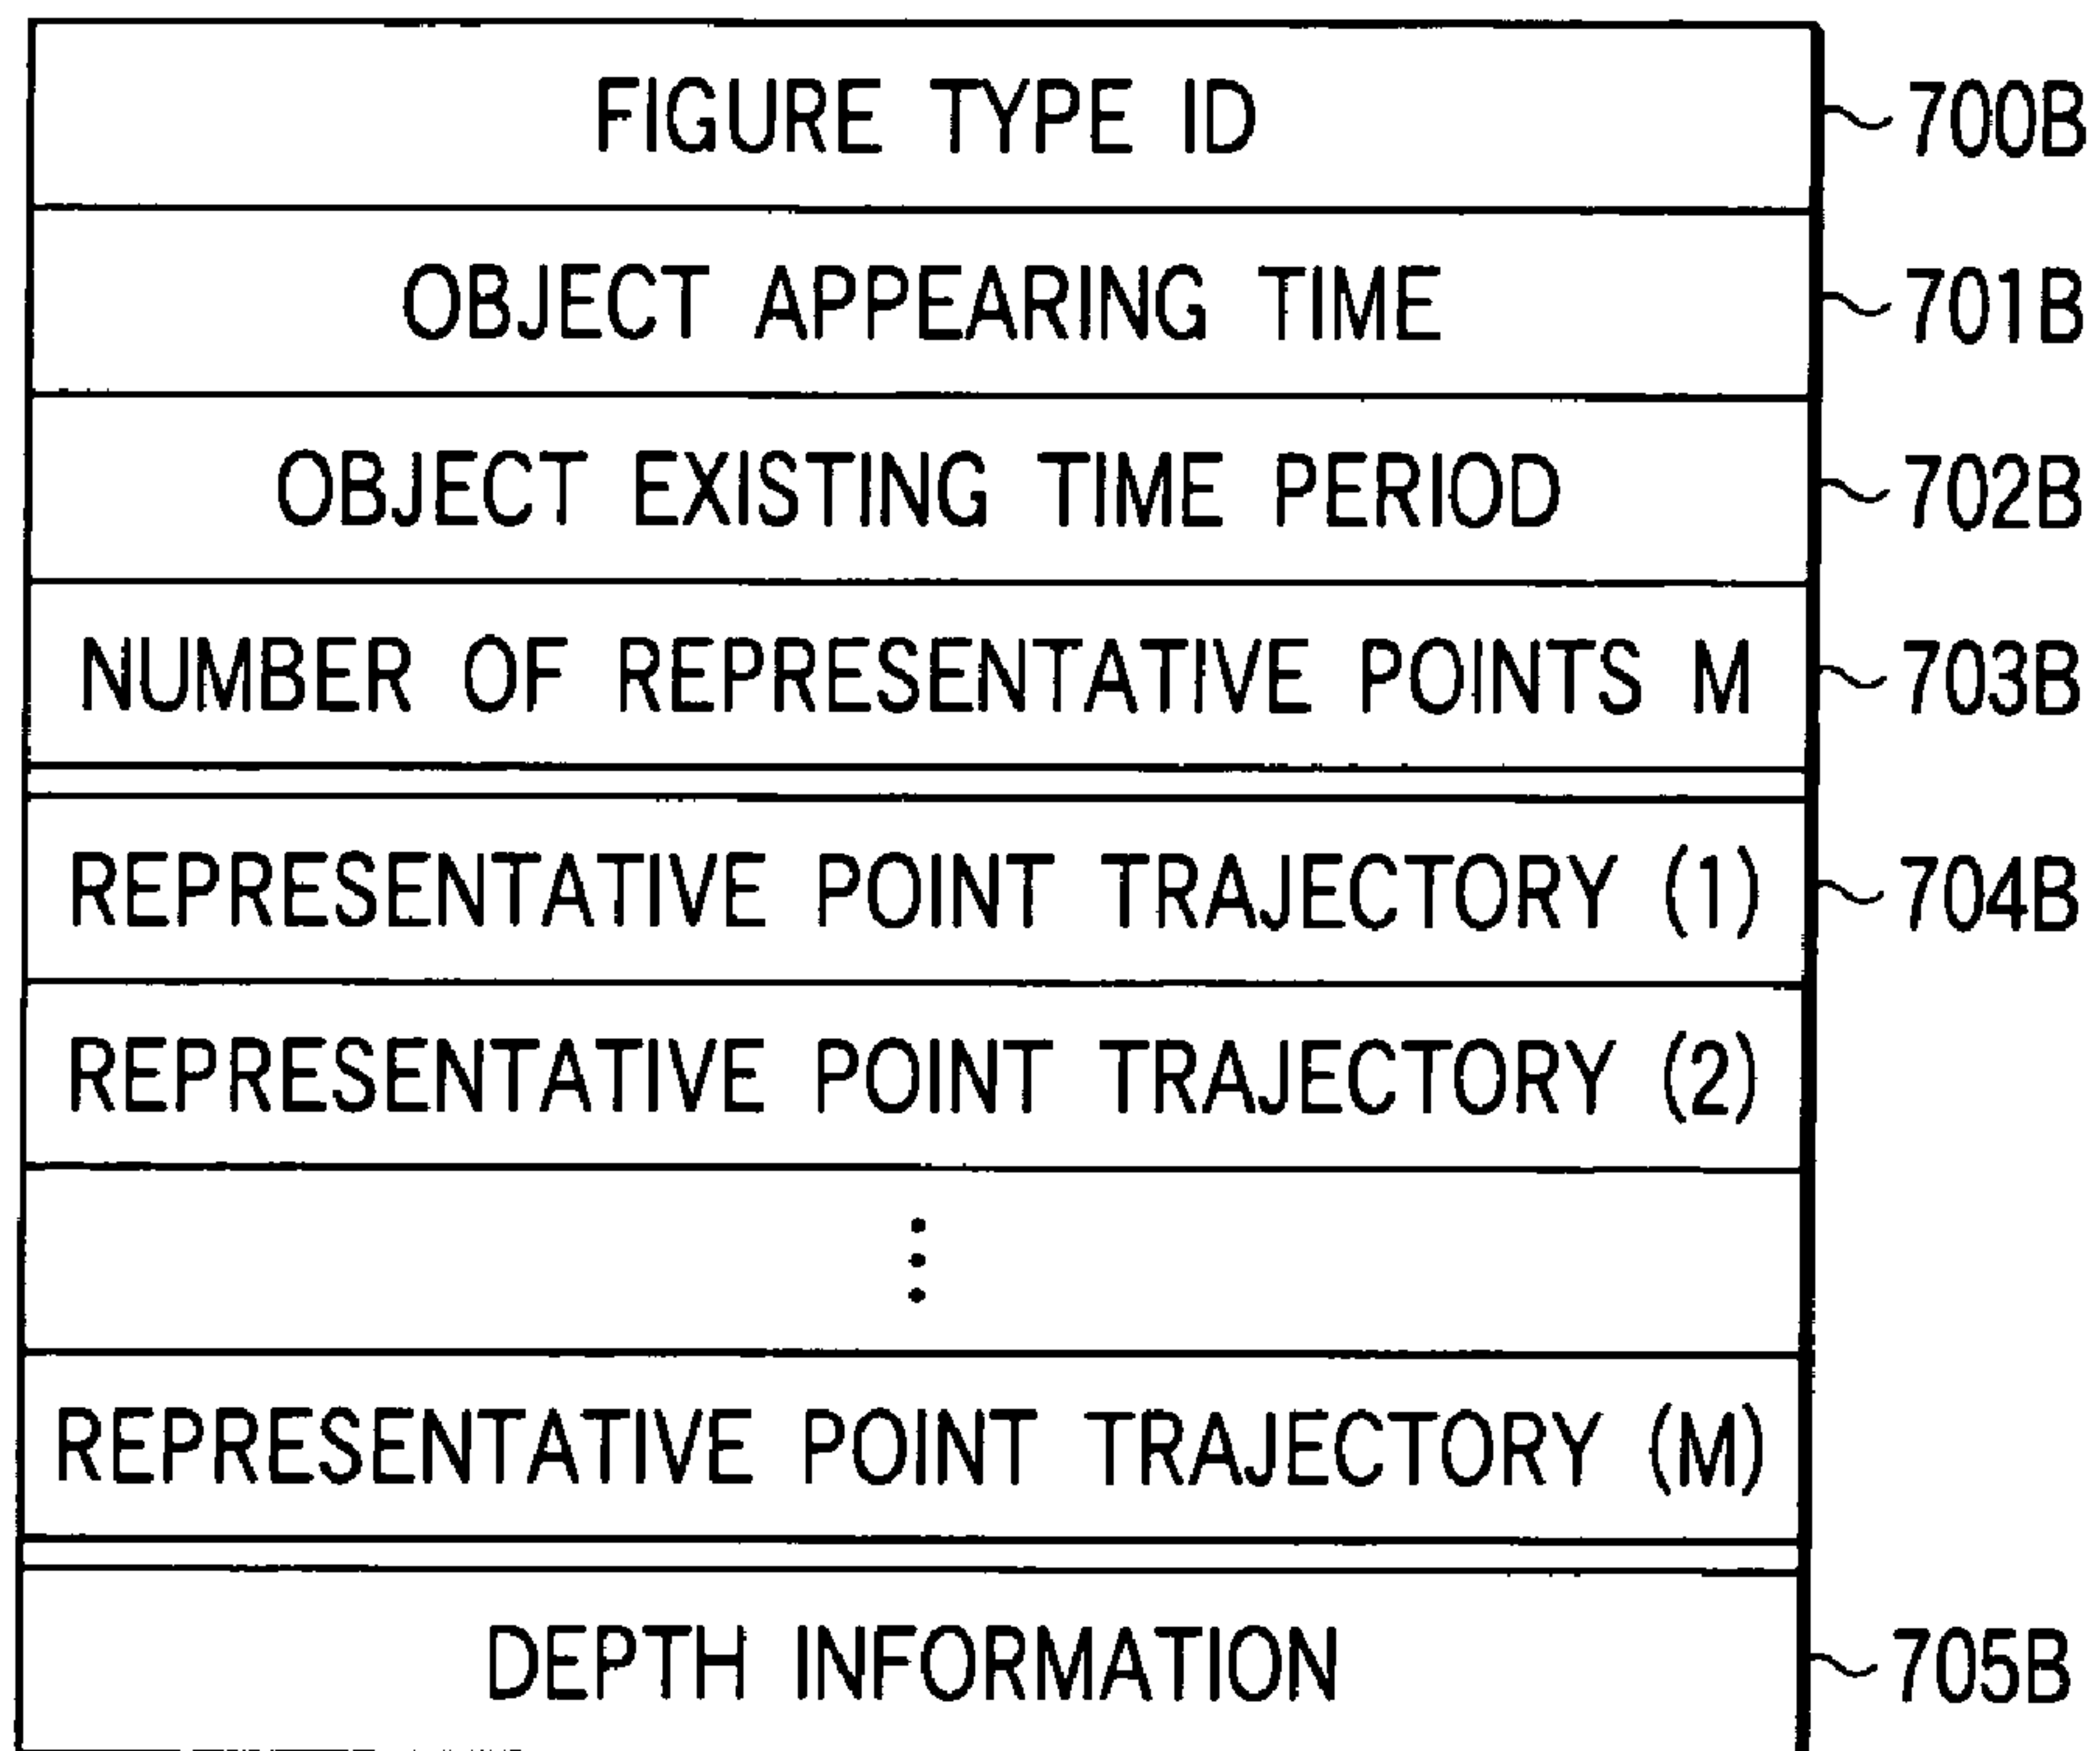 FIGURE TYPE ID 700B
OBJECT APPEARING TIME 701B
OBJECT EXISTING TIME PERIOD 702B
NUMBER OF REPRESENTATIVE POINTS M 703B
REPRESENTATIVE POINT TRAJECTORY (1) 704B
REPRESENTATIVE POINT TRAJECTORY (2)
⋮
REPRESENTATIVE POINT TRAJECTORY (M)
DEPTH INFORMATION 705B